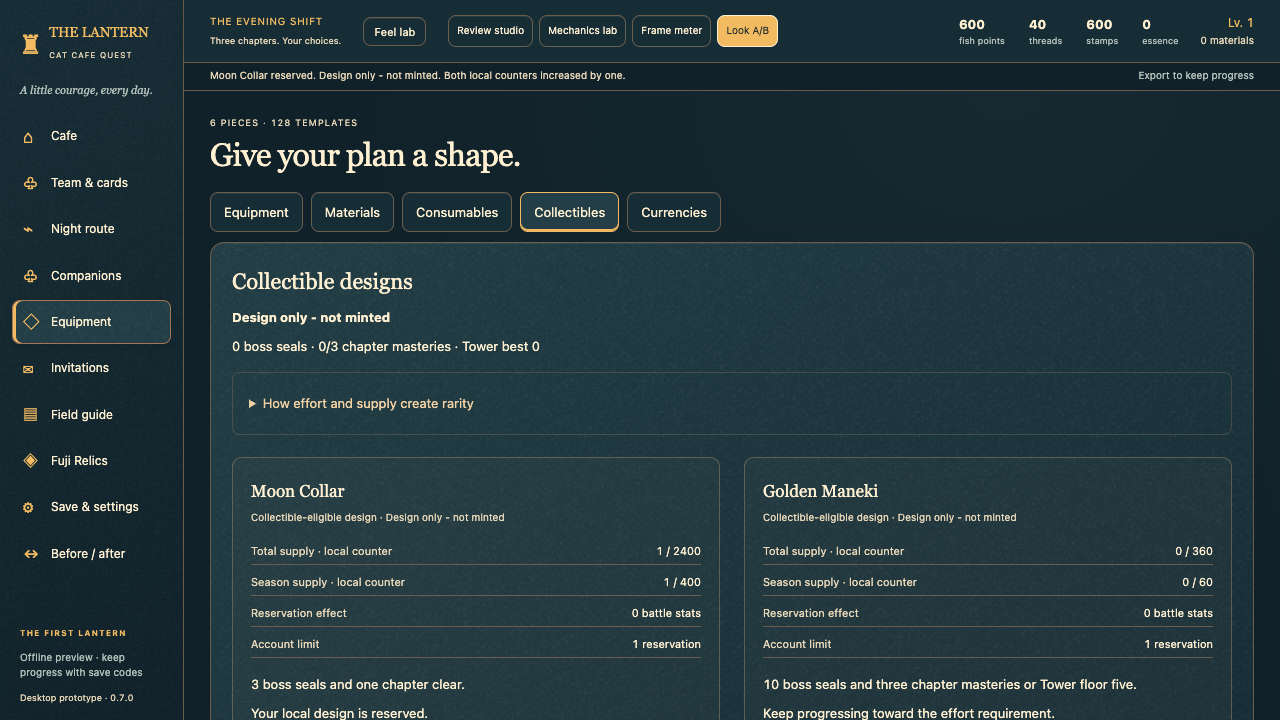 THE LANTERN
CAT CAFE QUEST
A little courage, every day.
Cafe
Team & cards
Night route
Companions
Equipment
Invitations
Field guide
Fuji Relics
Save & settings
Before / after
THE FIRST LANTERN
Offline preview · keep
progress with save codes
Desktop prototype · 0.7.0
THE EVENING SHIFT
Three chapters. Your choices.
Feel lab
Review studio
Mechanics lab
Frame meter
Look A/B
600
fish points
40
threads
600
stamps
0
essence
Lv. 1
0 materials
Moon Collar reserved. Design only - not minted. Both local counters increased by one.
Export to keep progress
6 PIECES · 128 TEMPLATES
Give your plan a shape.
Equipment
Materials
Consumables
Collectibles
Currencies
Collectible designs
Design only - not minted
0 boss seals · 0/3 chapter masteries · Tower best 0
How effort and supply create rarity
Moon Collar
Collectible-eligible design · Design only - not minted
Total supply · local counter 1 / 2400
Season supply · local counter 1 / 400
Reservation effect 0 battle stats
Account limit 1 reservation
3 boss seals and one chapter clear.
Your local design is reserved.
Golden Maneki
Collectible-eligible design · Design only - not minted
Total supply · local counter 0 / 360
Season supply · local counter 0 / 60
Reservation effect 0 battle stats
Account limit 1 reservation
10 boss seals and three chapter masteries or Tower floor five.
Keep progressing toward the effort requirement.